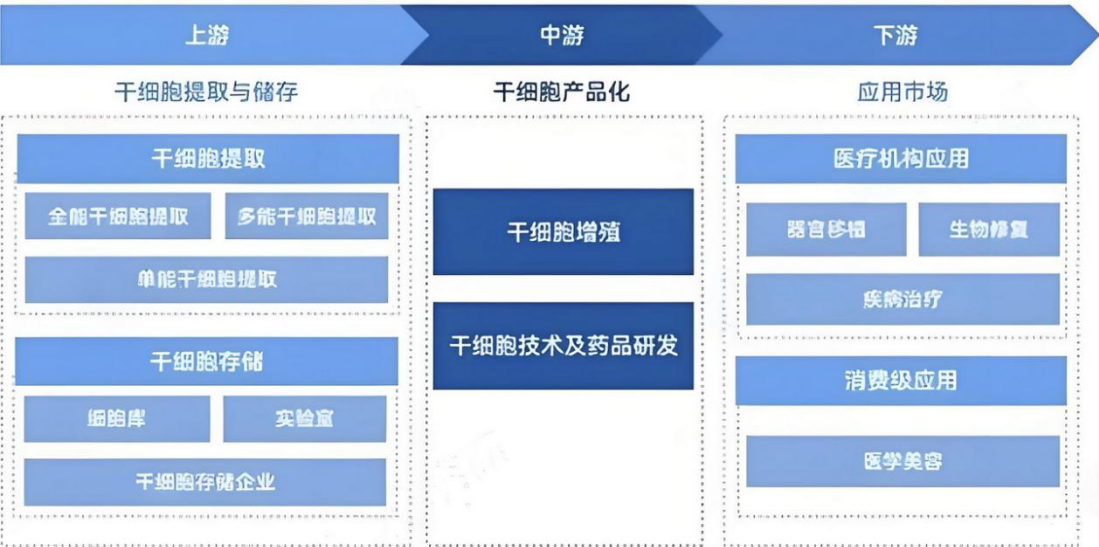 上游
中游
下游
干细胞提取与储存
干细胞产品化
应用市场
干细胞提取
全能干细胞提取
多能干细胞提取
单能干细胞提取
干细胞存储
细胞库
实验室
干细胞存储企业
干细胞增殖
干细胞技术及药品研发
医疗机构应用
器官移植
生物修复
疾病治疗
消费级应用
医学美容